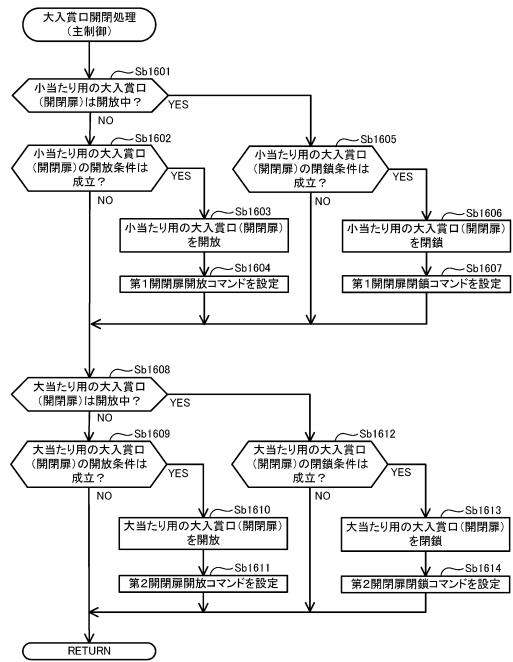 大入賞口開閉処理
（主制御）
Sb1601
小当たり用の大入賞口
（開閉扉）は開放中？
YES
NO
Sb1602
小当たり用の大入賞口
（開閉扉）の開放条件は
成立？
YES
NO
Sb1605
小当たり用の大入賞口
（開閉扉）の閉鎖条件は
成立？
YES
NO
Sb1603
小当たり用の大入賞口（開閉扉）
を開放
Sb1606
小当たり用の大入賞口（開閉扉）
を閉鎖
Sb1604
第1開閉扉開放コマンドを設定
Sb1607
第1開閉扉閉鎖コマンドを設定
Sb1608
大当たり用の大入賞口
（開閉扉）は開放中？
YES
NO
Sb1609
大当たり用の大入賞口
（開閉扉）の開放条件は
成立？
YES
NO
Sb1612
大当たり用の大入賞口
（開閉扉）の閉鎖条件は
成立？
YES
NO
Sb1610
大当たり用の大入賞口（開閉扉）
を開放
Sb1613
大当たり用の大入賞口（開閉扉）
を閉鎖
Sb1611
第2開閉扉開放コマンドを設定
Sb1614
第2開閉扉閉鎖コマンドを設定
RETURN